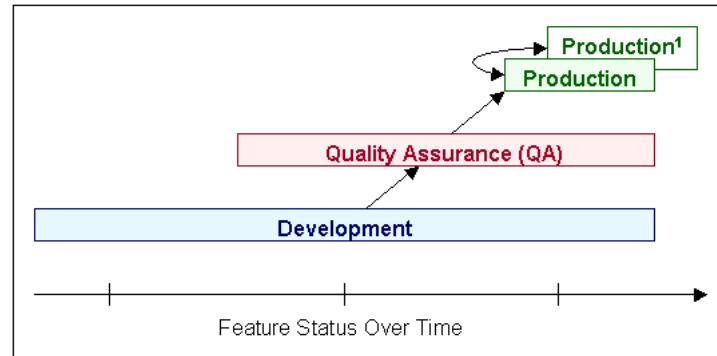 Production¹
Production
Quality Assurance (QA)
Development
Feature Status Over Time